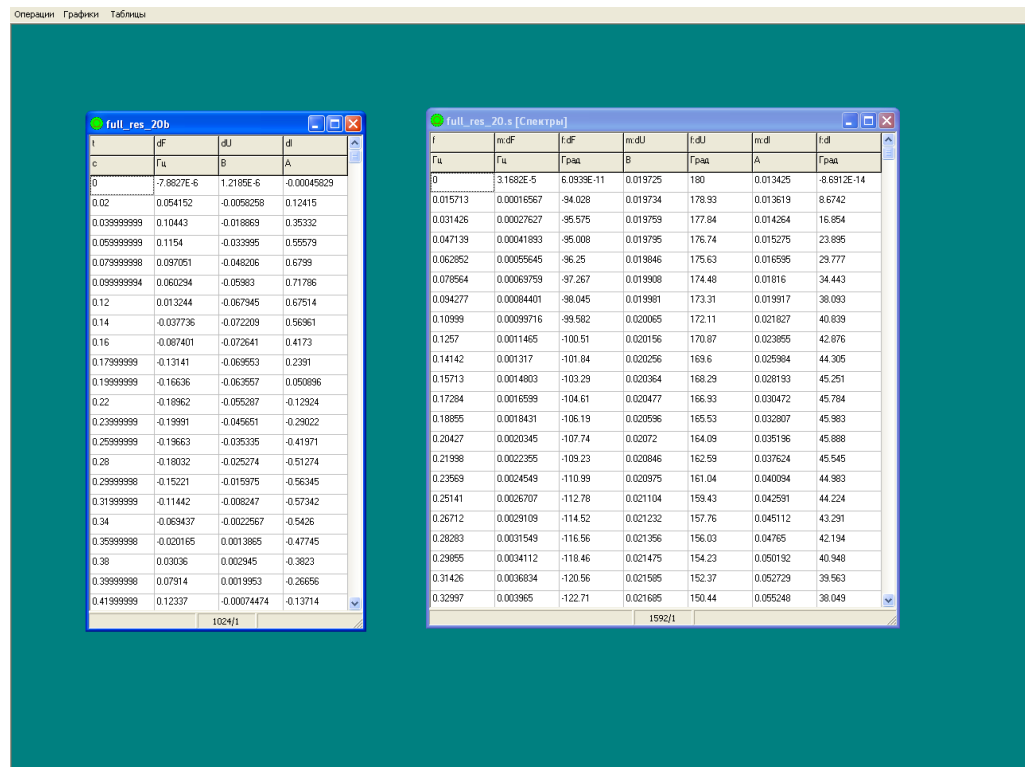 Операции Графики Таблицы
full_res_20b
t dF dU dI
с Гц В А
0 -7.8827E-6 1.2185E-6 -0.00045829
0.02 0.054152 -0.0058258 0.12415
0.039999999 0.10443 -0.018869 0.35332
0.059999999 0.1154 -0.033995 0.55579
0.079999998 0.097051 -0.048206 0.6799
0.099999994 0.060294 -0.05983 0.71786
0.12 0.013244 -0.067945 0.67514
0.14 -0.037736 -0.072209 0.56961
0.16 -0.087401 -0.072641 0.4173
0.17999999 -0.13141 -0.069553 0.2391
0.19999999 -0.16636 -0.063557 0.050896
0.22 -0.18962 -0.055287 -0.12924
0.23999999 -0.19991 -0.045651 -0.29022
0.25999999 -0.19663 -0.035335 -0.41971
0.28 -0.18032 -0.025274 -0.51274
0.29999998 -0.15221 -0.015975 -0.56345
0.31999999 -0.11442 -0.008247 -0.57342
0.34 -0.069437 -0.0022567 -0.5426
0.35999998 -0.020165 0.0013865 -0.47745
0.38 0.03036 0.002945 -0.3823
0.39999998 0.07914 0.0019953 -0.26656
0.41999999 0.12337 -0.00074474 -0.13714
1024/1
full_res_20.s [Спектры]
f m:dF f:dF m:dU f:dU m:dI f:dI
Гц Гц Град В Град А Град
0 3.1682E-5 6.0939E-11 0.019725 180 0.013425 -8.6912E-14
0.015713 0.00016567 -94.028 0.019734 178.93 0.013619 8.6742
0.031426 0.00027627 -95.575 0.019759 177.84 0.014264 16.854
0.047139 0.00041893 -95.008 0.019795 176.74 0.015275 23.895
0.062852 0.00055645 -96.25 0.019846 175.63 0.016595 29.777
0.078564 0.00069759 -97.267 0.019908 174.48 0.01816 34.443
0.094277 0.00084401 -98.045 0.019981 173.31 0.019917 38.093
0.10999 0.00099716 -99.582 0.020065 172.11 0.021827 40.839
0.1257 0.0011465 -100.51 0.020156 170.87 0.023855 42.876
0.14142 0.001317 -101.84 0.020256 169.6 0.025984 44.305
0.15713 0.0014803 -103.29 0.020364 168.29 0.028193 45.251
0.17284 0.0016599 -104.61 0.020477 166.93 0.030472 45.784
0.18855 0.0018431 -106.19 0.020596 165.53 0.032807 45.983
0.20427 0.0020345 -107.74 0.02072 164.09 0.035196 45.888
0.21998 0.0022355 -109.23 0.020846 162.59 0.037624 45.545
0.23569 0.0024549 -110.99 0.020975 161.04 0.040094 44.983
0.25141 0.0026707 -112.78 0.021104 159.43 0.042591 44.224
0.26712 0.0029109 -114.52 0.021232 157.76 0.045112 43.291
0.28283 0.0031549 -116.56 0.021356 156.03 0.04765 42.194
0.29855 0.0034112 -118.46 0.021475 154.23 0.050192 40.948
0.31426 0.0036834 -120.56 0.021585 152.37 0.052729 39.563
0.32997 0.003965 -122.71 0.021685 150.44 0.055248 38.049
1592/1